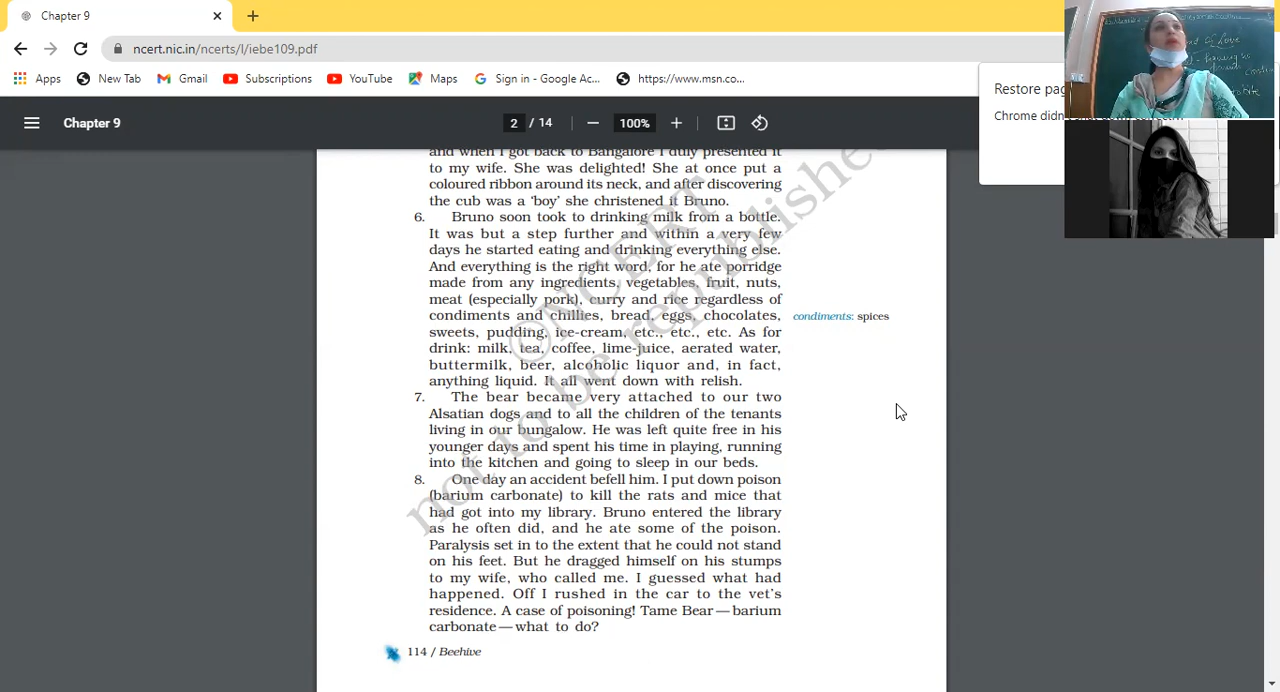 Chapter 9
ncert.nic.in/ncerts/l/iebe109.pdf
Apps New Tab Gmail Subscriptions YouTube Maps Sign in - Google Ac... https://www.msn.co...
Restore pag
Chrome didn
Chapter 9 2 / 14 100%
and when I got back to Bangalore I duly presented it
to my wife. She was delighted! She at once put a
coloured ribbon around its neck, and after discovering
the cub was a ‘boy’ she christened it Bruno.
6. Bruno soon took to drinking milk from a bottle.
It was but a step further and within a very few
days he started eating and drinking everything else.
And everything is the right word, for he ate porridge
made from any ingredients, vegetables, fruit, nuts,
meat (especially pork), curry and rice regardless of
condiments and chillies, bread, eggs, chocolates,
condiments: spices
sweets, pudding, ice-cream, etc., etc., etc. As for
drink: milk, tea, coffee, lime-juice, aerated water,
buttermilk, beer, alcoholic liquor and, in fact,
anything liquid. It all went down with relish.
7. The bear became very attached to our two
Alsatian dogs and to all the children of the tenants
living in our bungalow. He was left quite free in his
younger days and spent his time in playing, running
into the kitchen and going to sleep in our beds.
8. One day an accident befell him. I put down poison
(barium carbonate) to kill the rats and mice that
had got into my library. Bruno entered the library
as he often did, and he ate some of the poison.
Paralysis set in to the extent that he could not stand
on his feet. But he dragged himself on his stumps
to my wife, who called me. I guessed what had
happened. Off I rushed in the car to the vet's
residence. A case of poisoning! Tame Bear — barium
carbonate — what to do?
114 / Beehive
©NCERT
not to be republished